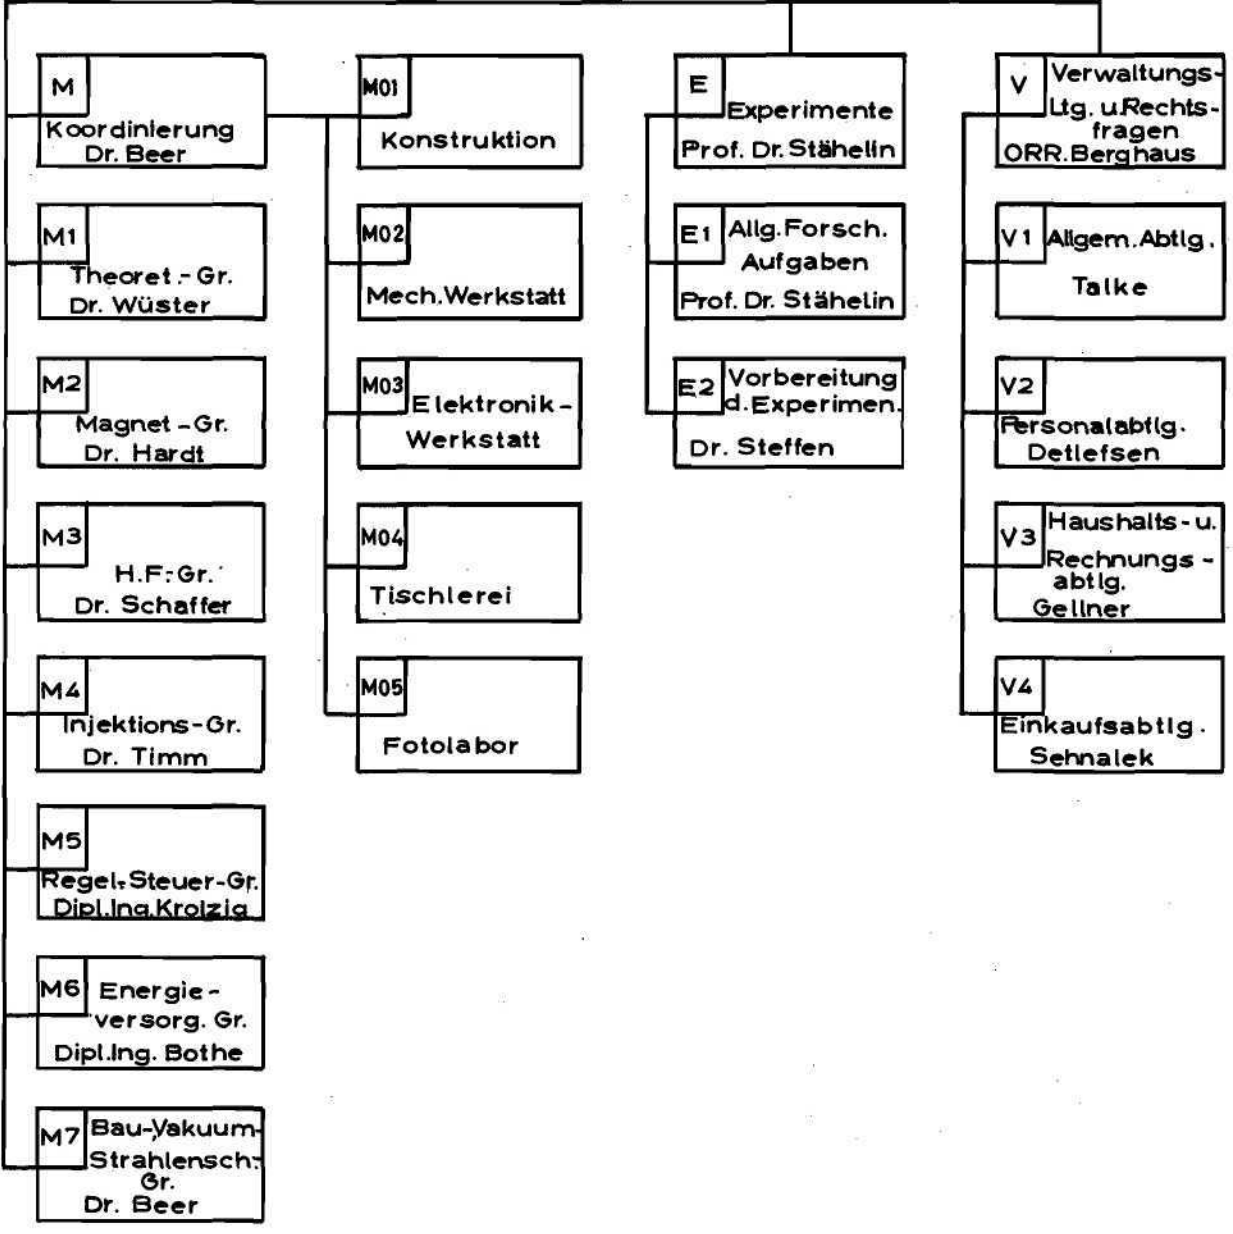 M
Koordinierung
Dr. Beer
M1
Theoret.-Gr.
Dr. Wüster
M2
Magnet-Gr.
Dr. Hardt
M3
H.F.-Gr.
Dr. Schaffer
M4
Injektions-Gr.
Dr. Timm
M5
Regel.-Steuer-Gr.
Dipl.Ing.Krolzig
M6
Energie-
versorg. Gr.
Dipl.Ing. Bothe
M7
Bau-,Vakuum-
Strahlensch.-
Gr.
Dr. Beer
M01
Konstruktion
M02
Mech.Werkstatt
M03
Elektronik-
Werkstatt
M04
Tischlerei
M05
Fotolabor
E
Experimente
Prof. Dr. Stähelin
E1
Allg.Forsch.
Aufgaben
Prof. Dr. Stähelin
E2
Vorbereitung
d.Experimen.
Dr. Steffen
V
Verwaltungs-
Ltg. u.Rechts-
fragen
ORR.Berghaus
V1
Allgem.Abtlg.
Talke
V2
Personalabtlg.
Detlefsen
V3
Haushalts-u.
Rechnungs-
abtlg.
Gellner
V4
Einkaufsabtlg.
Sehnalek